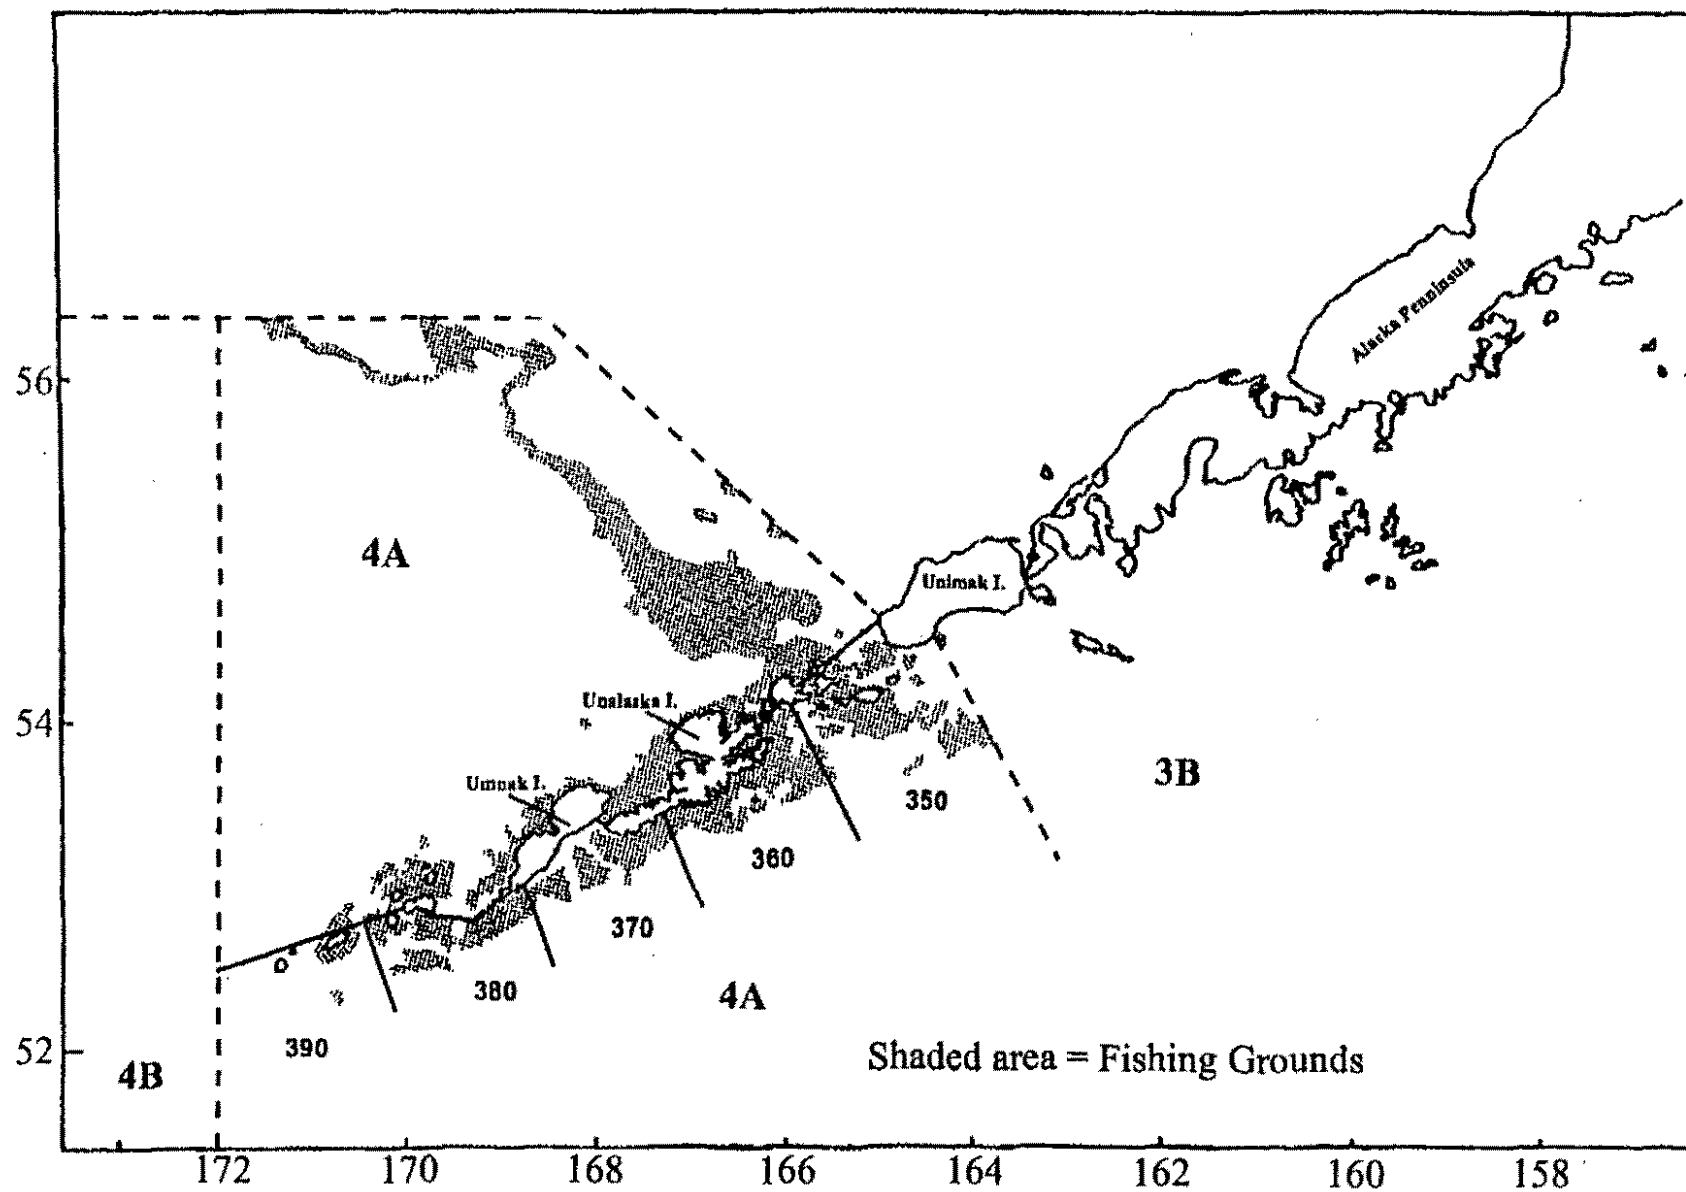 Alaska Penninsula
56
4A
Unimak I.
Unalaska I.
54
Umnak I.
3B
350
360
370
380
4A
390
52
Shaded area = Fishing Grounds
4B
172
170
168
166
164
162
160
158